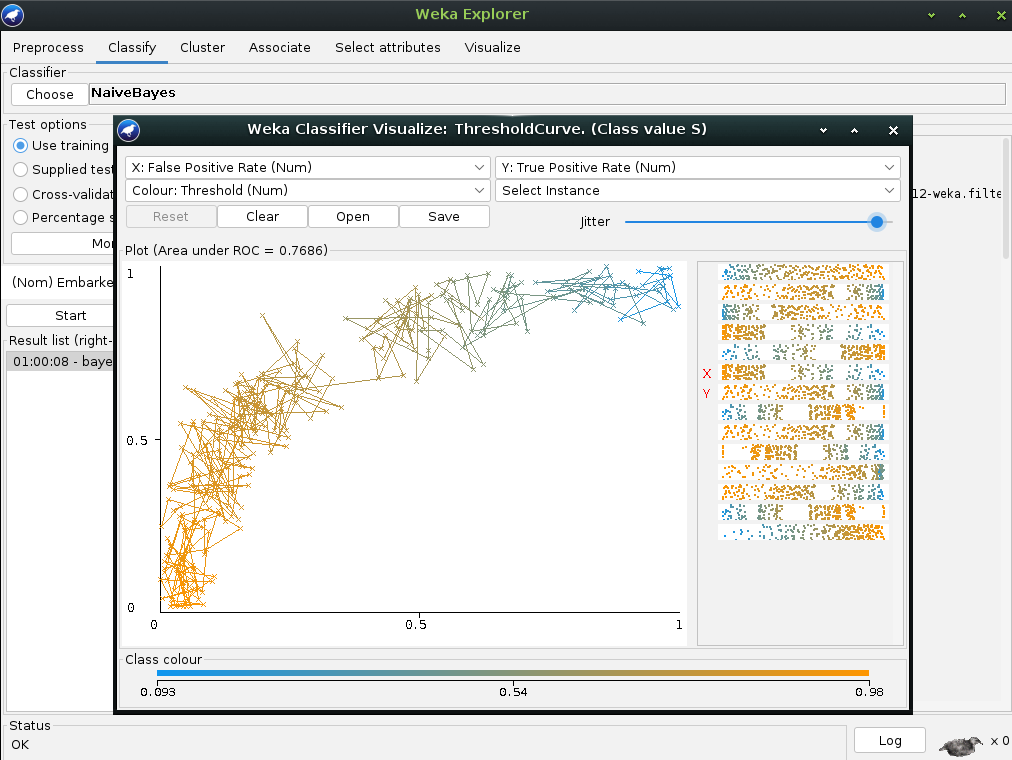 Weka Explorer
Preprocess Classify Cluster Associate Select attributes Visualize
Classifier
Choose NaiveBayes
Test options
Use training
Supplied test
Cross-validat
Percentage s
Mor
(Nom) Embarke
Start
Result list (right-
01:00:08 - baye
Weka Classifier Visualize: ThresholdCurve. (Class value S)
X: False Positive Rate (Num) Y: True Positive Rate (Num)
Colour: Threshold (Num) Select Instance
Reset Clear Open Save Jitter
12-weka.filte
Plot (Area under ROC = 0.7686)
1
0.5
0
0 0.5 1
X
Y
Class colour
0.093 0.54 0.98
Status
OK
Log x 0